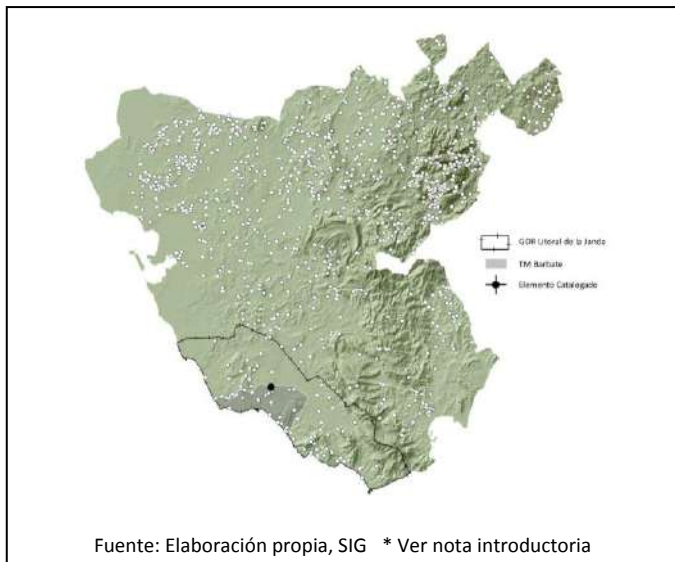 GDR Litoral de la Janda
TM Barbate
Elemento Catalogado
Fuente: Elaboración propia, SIG * Ver nota introductoria